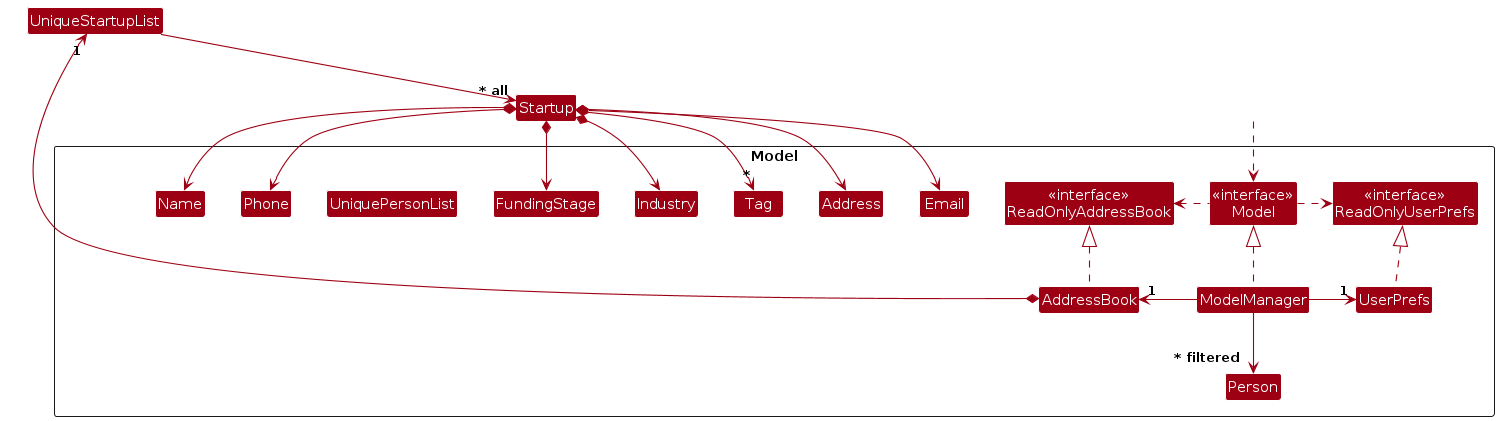 UniqueStartupList
1
* all
Startup
Model
*
Name
Phone
UniquePersonList
FundingStage
Industry
Tag
Address
Email
«interface»
ReadOnlyAddressBook
«interface»
Model
«interface»
ReadOnlyUserPrefs
AddressBook
1
ModelManager
1
UserPrefs
* filtered
Person